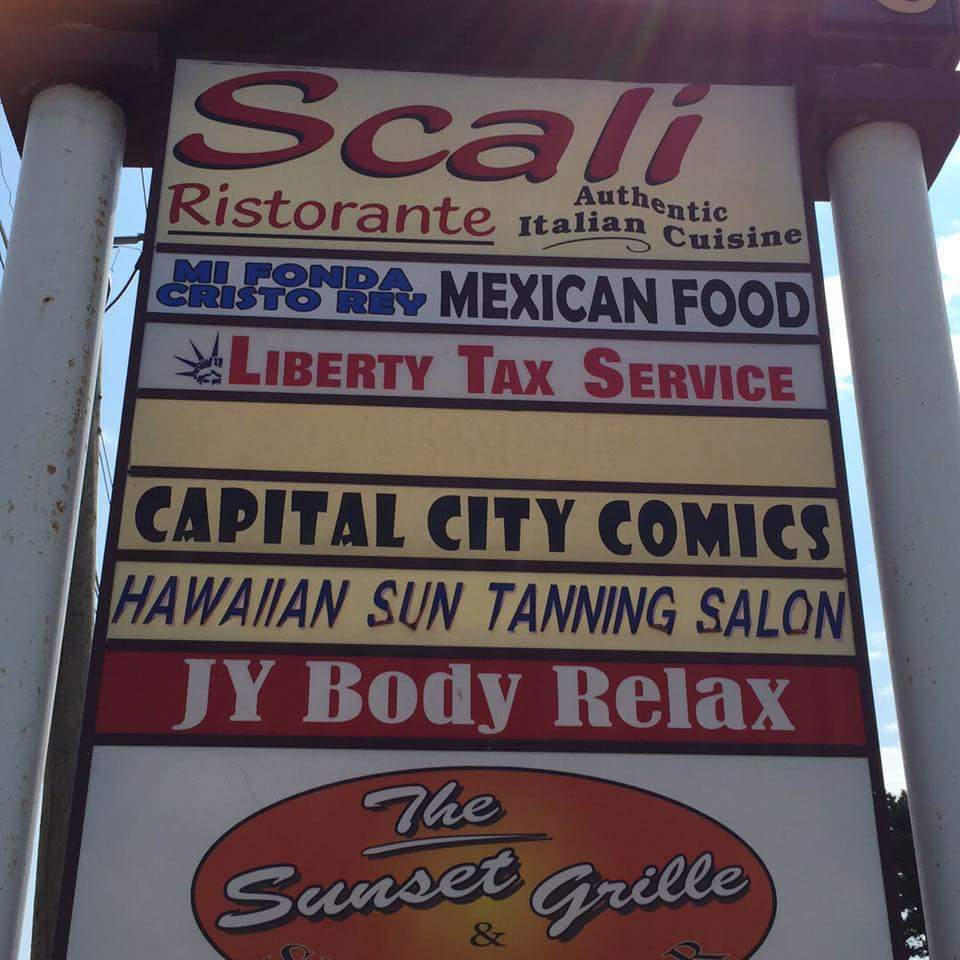 Scali
Ristorante
Authentic
Italian Cuisine
MI FONDA
CRISTO REY
MEXICAN FOOD
LIBERTY TAX SERVICE
CAPITAL CITY COMICS
HAWAIIAN SUN TANNING SALON
JY Body Relax
The
Sunset Grille
&